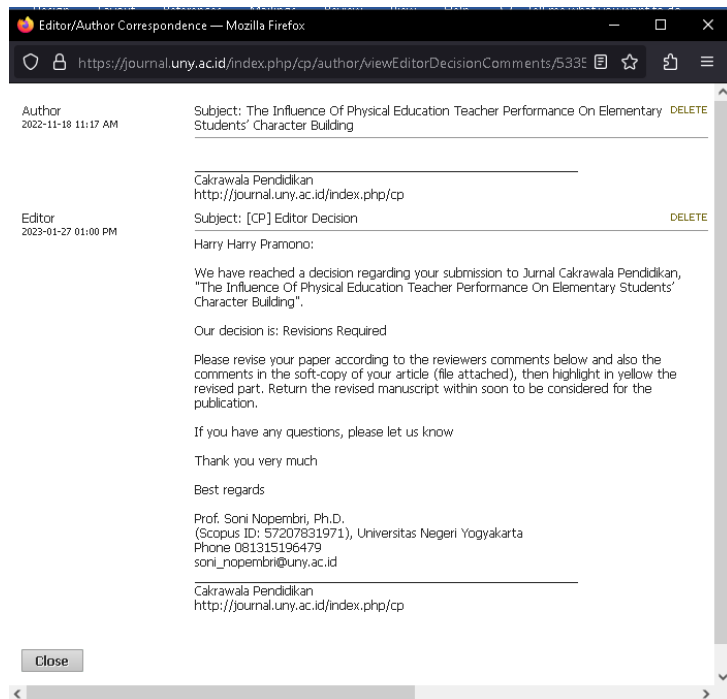 Editor/Author Correspondence — Mozilla Firefox
https://journal.uny.ac.id/index.php/cp/author/viewEditorDecisionComments/5335
Author
2022-11-18 11:17 AM
Subject: The Influence Of Physical Education Teacher Performance On Elementary
Students' Character Building
DELETE
Cakrawala Pendidikan
http://journal.uny.ac.id/index.php/cp
Editor
2023-01-27 01:00 PM
Subject: [CP] Editor Decision
DELETE
Harry Harry Pramono:
We have reached a decision regarding your submission to Jurnal Cakrawala Pendidikan,
"The Influence Of Physical Education Teacher Performance On Elementary Students'
Character Building".
Our decision is: Revisions Required
Please revise your paper according to the reviewers comments below and also the
comments in the soft-copy of your article (file attached), then highlight in yellow the
revised part. Return the revised manuscript within soon to be considered for the
publication.
If you have any questions, please let us know
Thank you very much
Best regards
Prof. Soni Nopembri, Ph.D.
(Scopus ID: 57207831971), Universitas Negeri Yogyakarta
Phone 081315196479
soni_nopembri@uny.ac.id
Cakrawala Pendidikan
http://journal.uny.ac.id/index.php/cp
Close